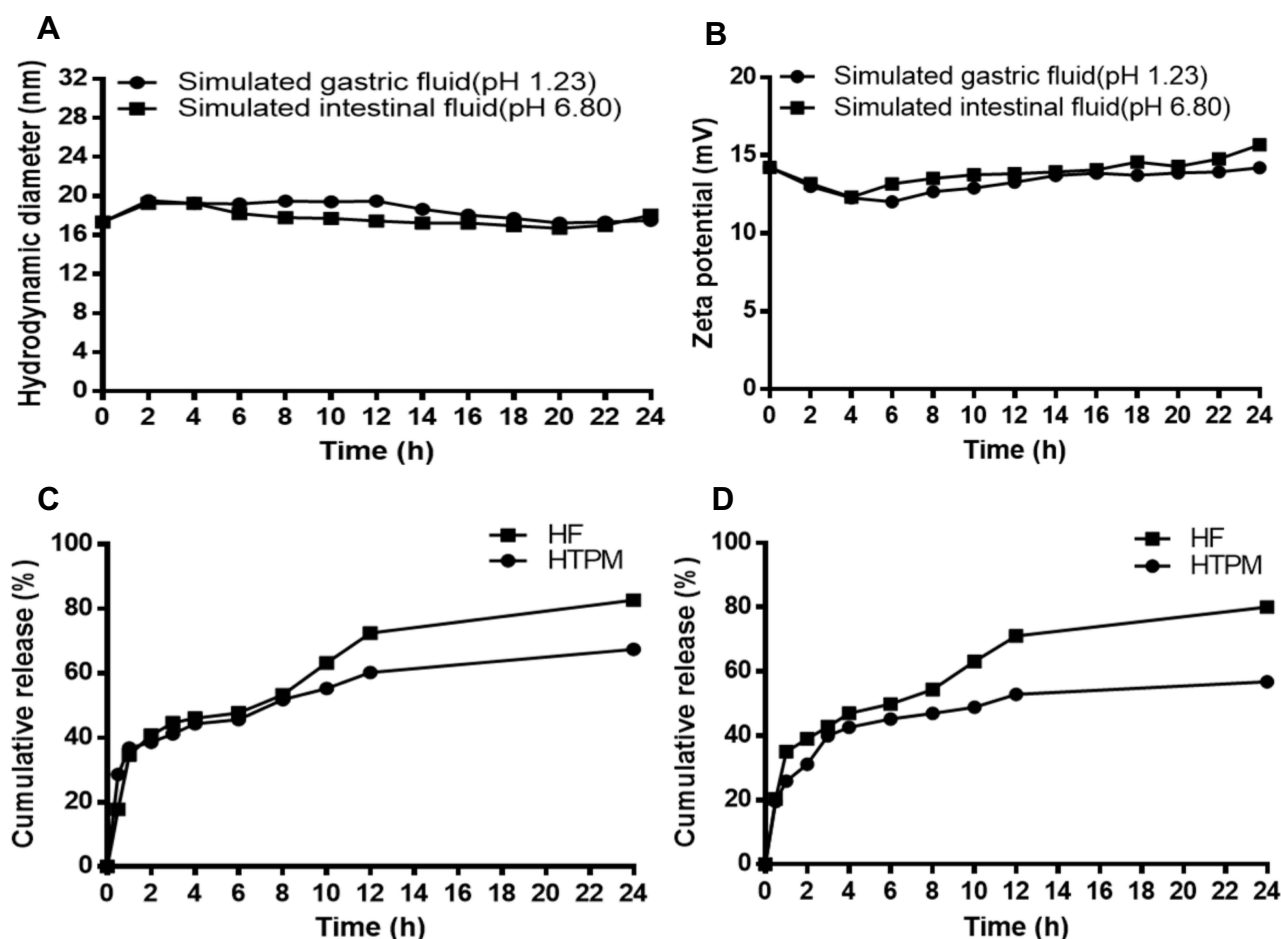 A
Hydrodynamic diameter (nm)
32
28
24
20
16
12
8
4
0
Simulated gastric fluid(pH 1.23)
Simulated intestinal fluid(pH 6.80)
0 2 4 6 8 10 12 14 16 18 20 22 24
Time (h)
B
Zeta potential (mV)
20
15
10
5
0
Simulated gastric fluid(pH 1.23)
Simulated intestinal fluid(pH 6.80)
0 2 4 6 8 10 12 14 16 18 20 22 24
Time (h)
C
Cumulative release (%)
100
80
60
40
20
0
HF
HTPM
0 2 4 6 8 10 12 14 16 18 20 22 24
Time (h)
D
Cumulative release (%)
100
80
60
40
20
0
HF
HTPM
0 2 4 6 8 10 12 14 16 18 20 22 24
Time (h)